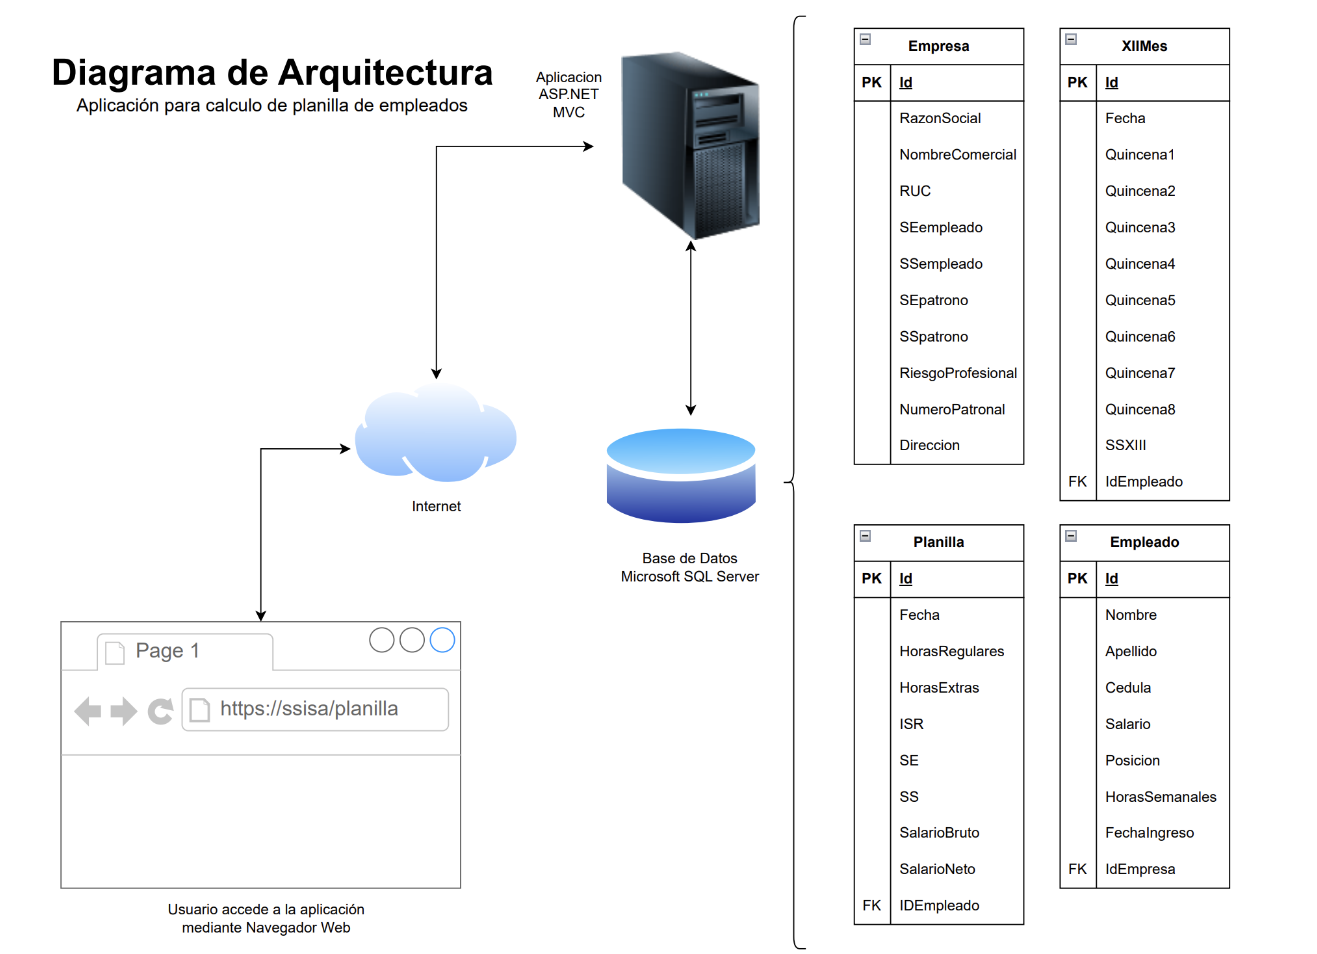 Diagrama de Arquitectura
Aplicación para calculo de planilla de empleados
Aplicacion
ASP.NET
MVC
Internet
Base de Datos
Microsoft SQL Server
Page 1
https://ssisa/planilla
Usuario accede a la aplicación
mediante Navegador Web
Empresa
PK Id
RazonSocial
NombreComercial
RUC
SEempleado
SSempleado
SEpatrono
SSpatrono
RiesgoProfesional
NumeroPatronal
Direccion
XIIMes
PK Id
Fecha
Quincena1
Quincena2
Quincena3
Quincena4
Quincena5
Quincena6
Quincena7
Quincena8
SSXIII
FK IdEmpleado
Planilla
PK Id
Fecha
HorasRegulares
HorasExtras
ISR
SE
SS
SalarioBruto
SalarioNeto
FK IDEmpleado
Empleado
PK Id
Nombre
Apellido
Cedula
Salario
Posicion
HorasSemanales
FechaIngreso
FK IdEmpresa